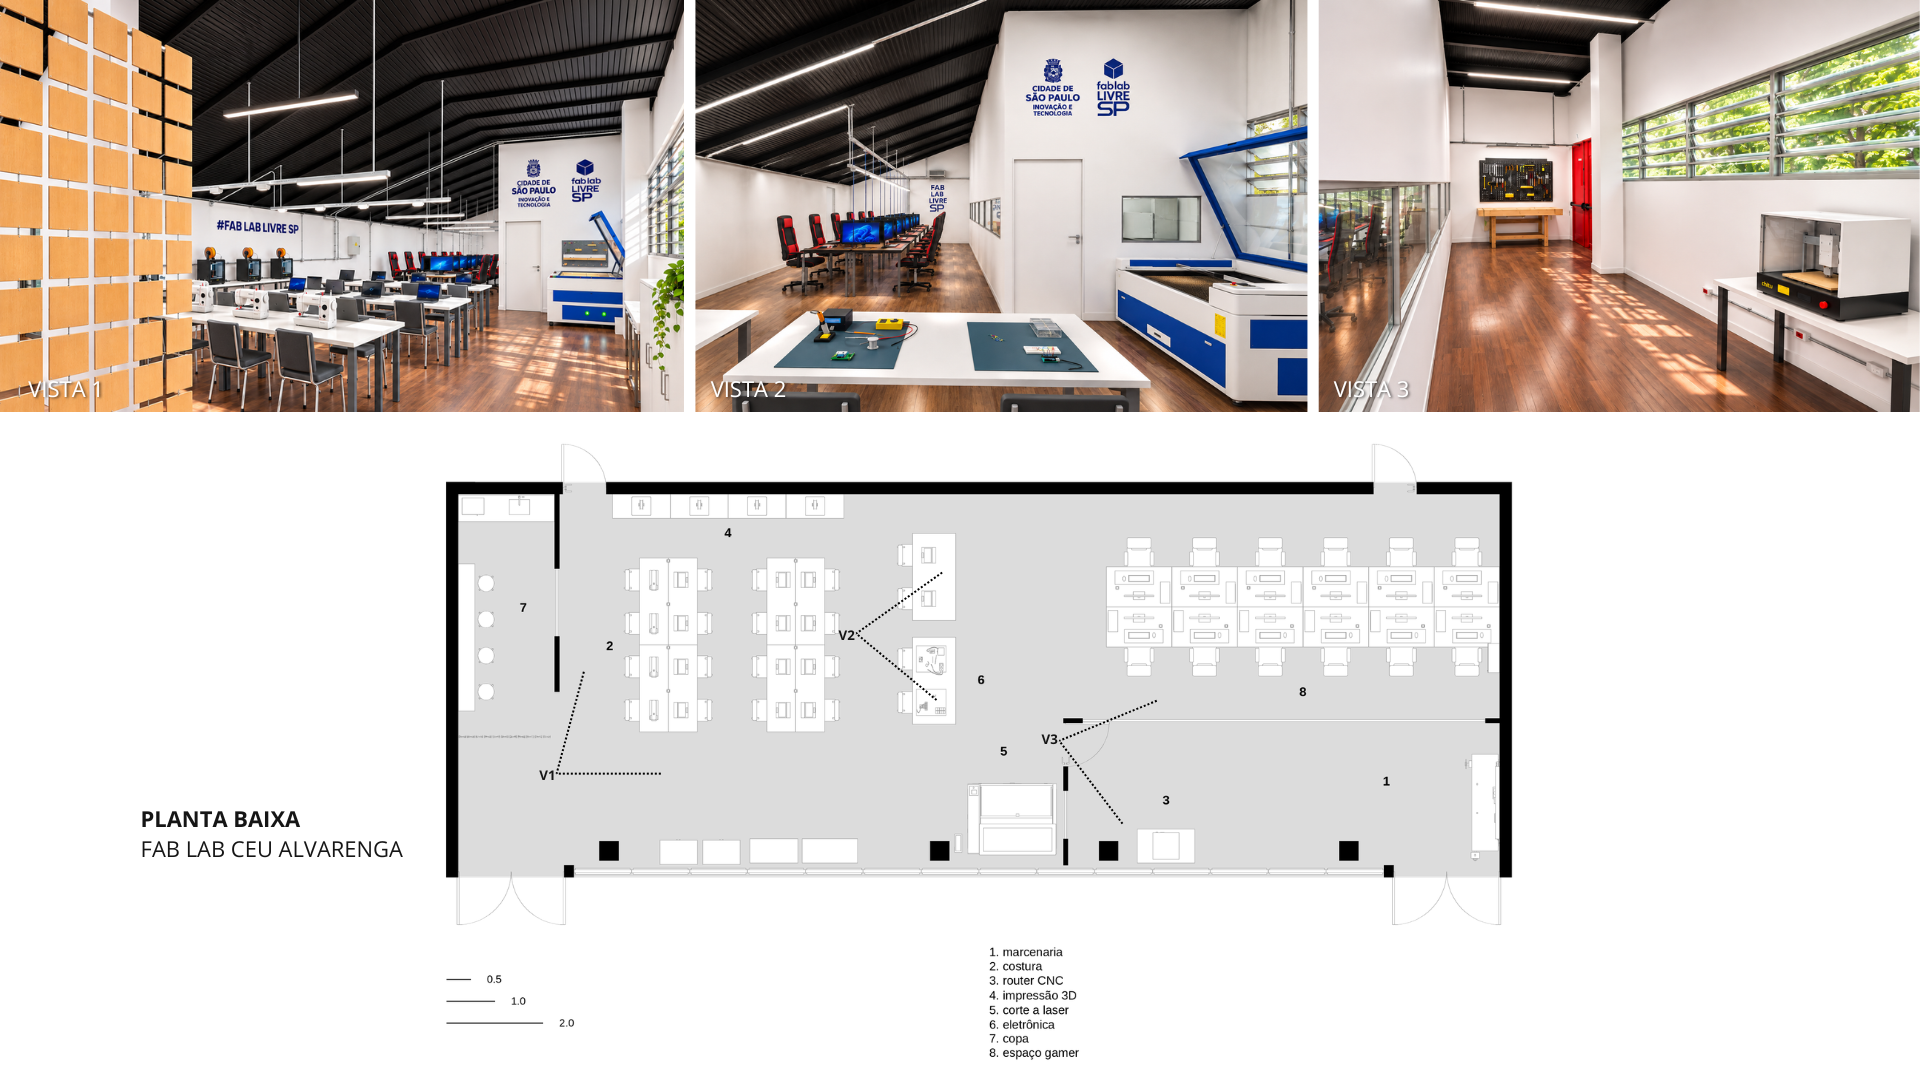 CIDADE DE
SÃO PAULO
INOVAÇÃO E
TECNOLOGIA
fab lab
LIVRE
SP
#FAB LAB LIVRE SP
VISTA 1
CIDADE DE
SÃO PAULO
INOVAÇÃO E
TECNOLOGIA
fab lab
LIVRE
SP
FAB
LAB
LIVRE
SP
VISTA 2
VISTA 3
4
7
2
V2
6
8
V3
5
V1
1
3
PLANTA BAIXA
FAB LAB CEU ALVARENGA
0.5
1.0
2.0
1. marcenaria
2. costura
3. router CNC
4. impressão 3D
5. corte a laser
6. eletrônica
7. copa
8. espaço gamer